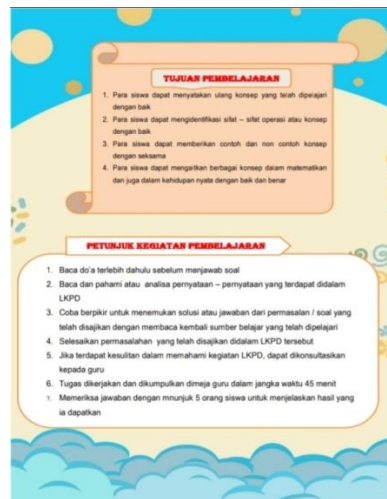 TUJUAN PEMBELAJARAN
1. Para siswa dapat menyatakan ulang konsep yang telah dipelajari
dengan baik
2. Para siswa dapat mengidentifikasi sifat – sifat operasi atau konsep
dengan baik
3. Para siswa dapat memberikan contoh dan non contoh konsep
dengan seksama
4. Para siswa dapat mengaitkan berbagai konsep dalam matematikan
dan juga dalam kehidupan nyata dengan baik dan benar
PETUNJUK KEGIATAN PEMBELAJARAN
1. Baca do'a terlebih dahulu sebelum menjawab soal
2. Baca dan pahami atau analisa pernyataan – pernyataan yang terdapat didalam
LKPD
3. Coba berpikir untuk menemukan solusi atau jawaban dari permasalan / soal yang
telah disajikan dengan membaca kembali sumber belajar yang telah dipelajari
4. Selesaikan permasalahan yang telah disajikan didalam LKPD tersebut
5. Jika terdapat kesulitan dalam memahami kegiatan LKPD, dapat dikonsultasikan
kepada guru
6. Tugas dikerjakan dan dikumpulkan dimeja guru dalam jangka waktu 45 menit
7. Memeriksa jawaban dengan mnunjuk 5 orang siswa untuk menjelaskan hasil yang
ia dapatkan